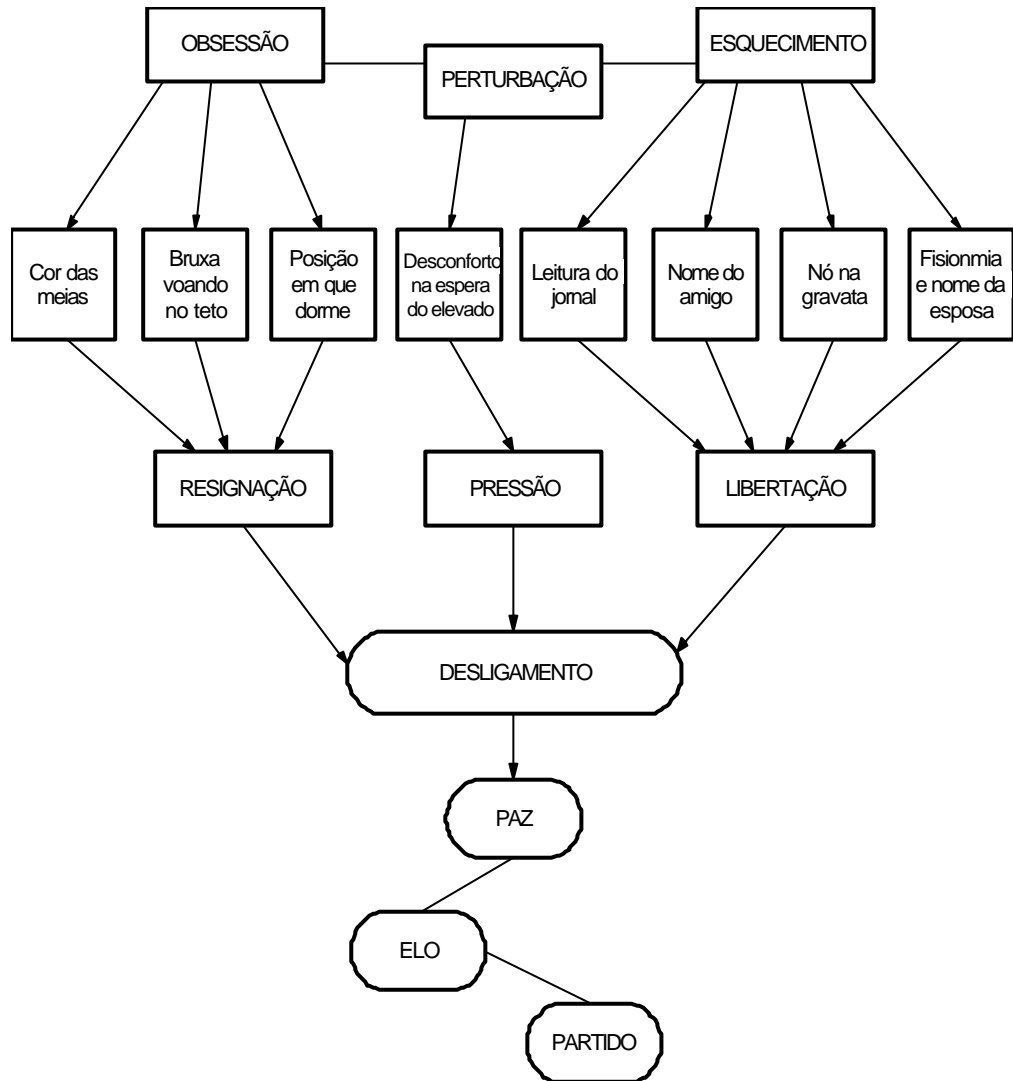 OBSESSÃO
PERTURBAÇÃO
ESQUECIMENTO
Cor das
meias
Bruxa
voando
no teto
Posição
em que
dorme
Desconforto
na espera
do elevado
Leitura do
jornal
Nome do
amigo
Nó na
gravata
Fisionmia
e nome da
esposa
RESIGNAÇÃO
PRESSÃO
LIBERTAÇÃO
DESLIGAMENTO
PAZ
ELO
PARTIDO